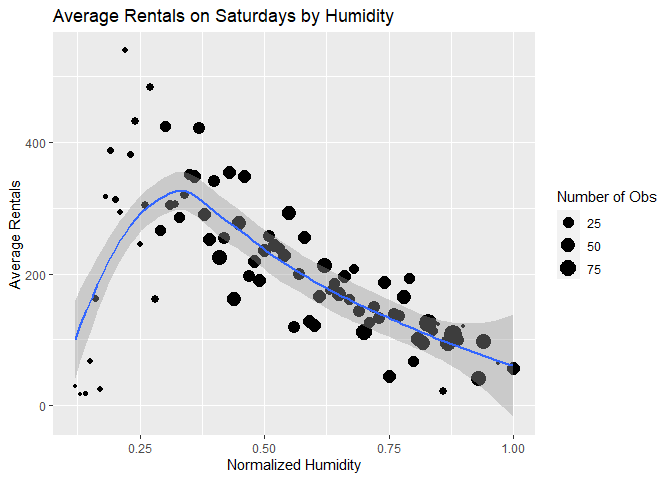 Average Rentals on Saturdays by Humidity
Average Rentals
400
200
0
0.25
0.50
0.75
1.00
Normalized Humidity
Number of Obs
25
50
75